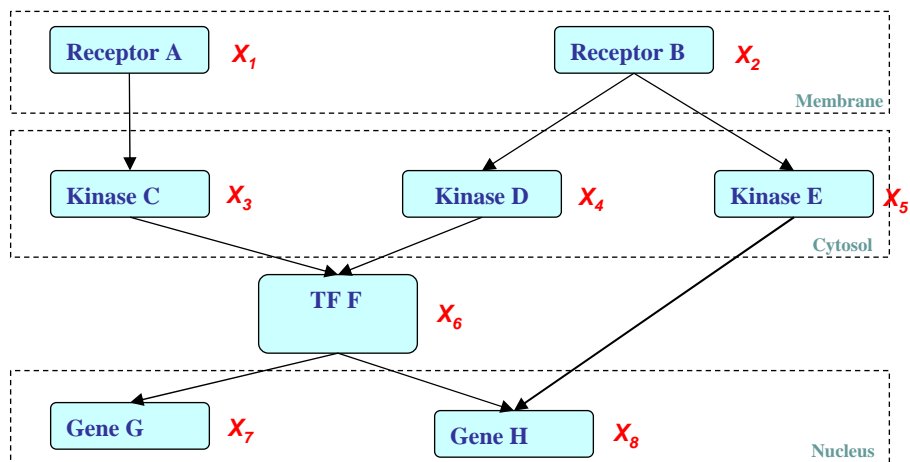 Receptor A
X1
Receptor B
X2
Membrane
Kinase C
X3
Kinase D
X4
Kinase E
X5
Cytosol
TF F
X6
Gene G
X7
Gene H
X8
Nucleus